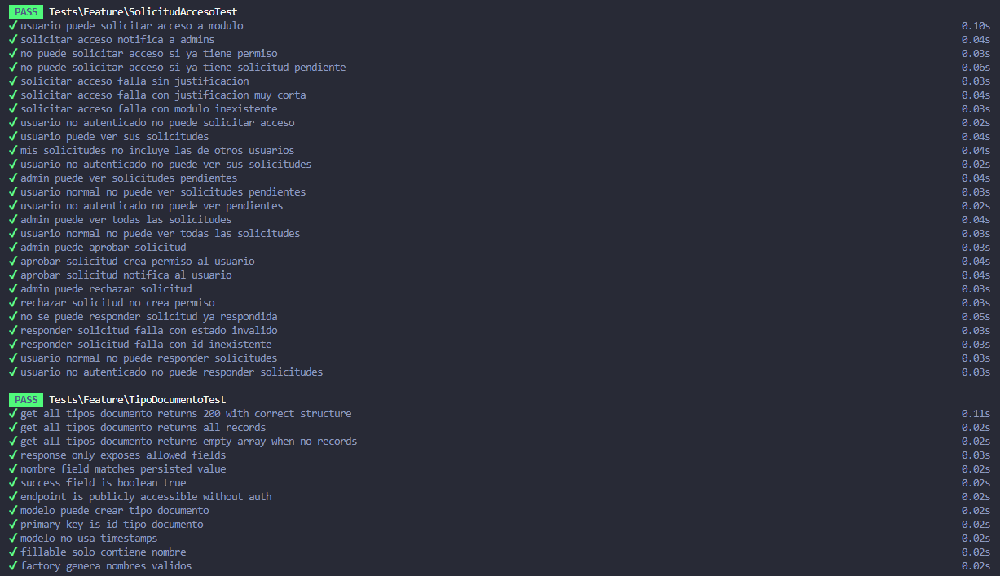 PASS Tests\Feature\SolicitudAccesoTest
✓ usuario puede solicitar acceso a modulo 0.10s
✓ solicitar acceso notifica a admins 0.04s
✓ no puede solicitar acceso si ya tiene permiso 0.03s
✓ no puede solicitar acceso si ya tiene solicitud pendiente 0.06s
✓ solicitar acceso falla sin justificacion 0.03s
✓ solicitar acceso falla con justificacion muy corta 0.04s
✓ solicitar acceso falla con modulo inexistente 0.03s
✓ usuario no autenticado no puede solicitar acceso 0.02s
✓ usuario puede ver sus solicitudes 0.04s
✓ mis solicitudes no incluye las de otros usuarios 0.04s
✓ usuario no autenticado no puede ver sus solicitudes 0.02s
✓ admin puede ver solicitudes pendientes 0.04s
✓ usuario normal no puede ver solicitudes pendientes 0.03s
✓ usuario no autenticado no puede ver pendientes 0.02s
✓ admin puede ver todas las solicitudes 0.04s
✓ usuario normal no puede ver todas las solicitudes 0.03s
✓ admin puede aprobar solicitud 0.03s
✓ aprobar solicitud crea permiso al usuario 0.04s
✓ aprobar solicitud notifica al usuario 0.04s
✓ admin puede rechazar solicitud 0.03s
✓ rechazar solicitud no crea permiso 0.03s
✓ no se puede responder solicitud ya respondida 0.05s
✓ responder solicitud falla con estado invalido 0.03s
✓ responder solicitud falla con id inexistente 0.03s
✓ usuario normal no puede responder solicitudes 0.03s
✓ usuario no autenticado no puede responder solicitudes 0.03s
PASS Tests\Feature\TipoDocumentoTest
✓ get all tipos documento returns 200 with correct structure 0.11s
✓ get all tipos documento returns all records 0.02s
✓ get all tipos documento returns empty array when no records 0.02s
✓ response only exposes allowed fields 0.03s
✓ nombre field matches persisted value 0.02s
✓ success field is boolean true 0.02s
✓ endpoint is publicly accessible without auth 0.02s
✓ modelo puede crear tipo documento 0.02s
✓ primary key is id tipo documento 0.02s
✓ modelo no usa timestamps 0.02s
✓ fillable solo contiene nombre 0.02s
✓ factory genera nombres validos 0.02s